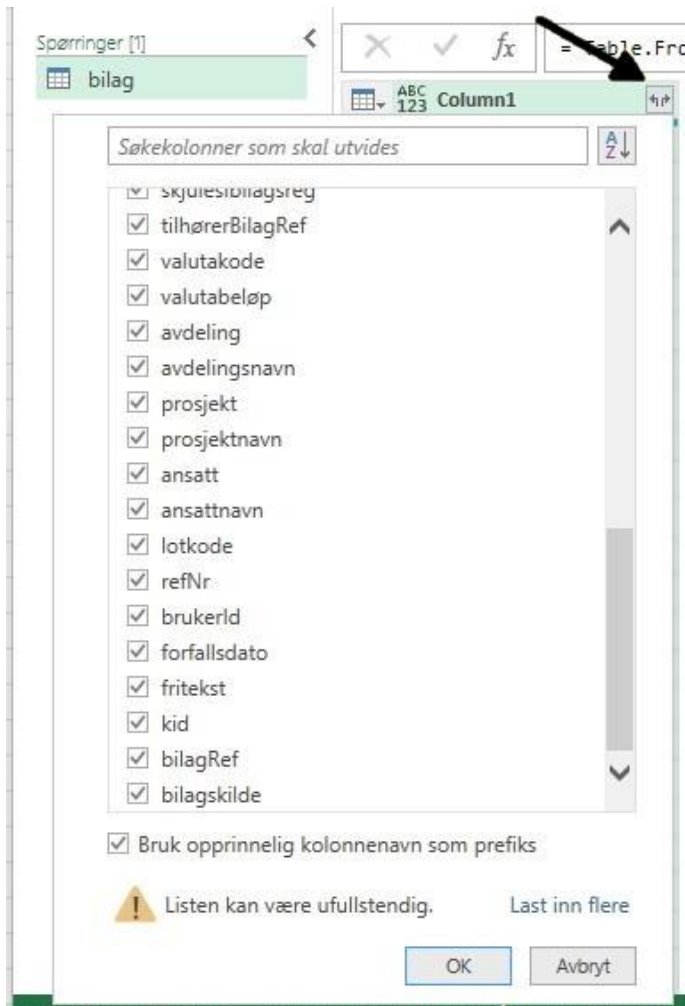 Spørringer [1]
bilag
fx
= Table.Fro
ABC
123
Column1
Søkekolonner som skal utvides
A
Z
skjulesIbilagsreg
tilhørerBilagRef
valutakode
valutabeløp
avdeling
avdelingsnavn
prosjekt
prosjektnavn
ansatt
ansattnavn
lotkode
refNr
brukerId
forfallsdato
fritekst
kid
bilagRef
bilagskilde
Bruk opprinnelig kolonnenavn som prefiks
Listen kan være ufullstendig.
Last inn flere
OK
Avbryt